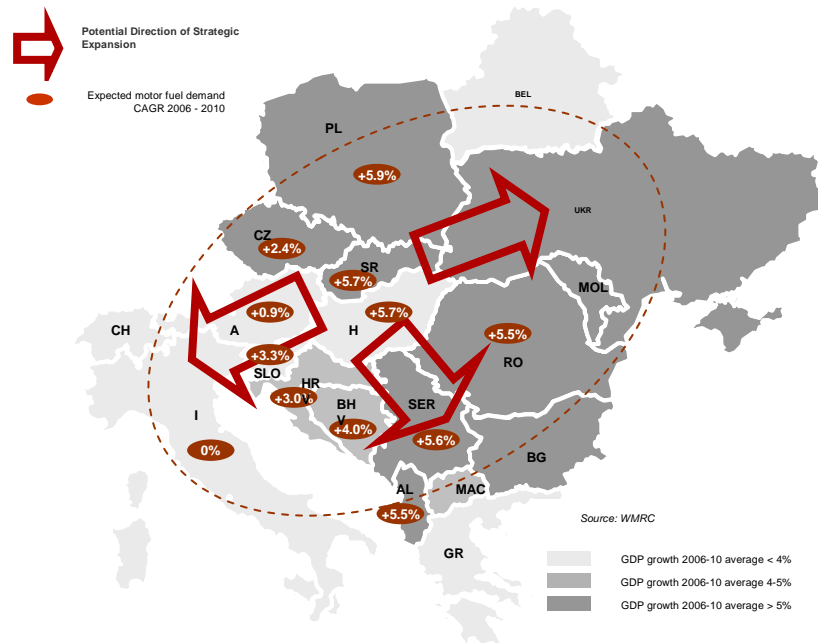 Potential Direction of Strategic
Expansion
Expected motor fuel demand
CAGR 2006 - 2010
BEL
PL
+5.9%
UKR
CZ
+2.4%
SR
+5.7%
MOL
+0.9%
A
H
+5.7%
CH
+5.5%
RO
+3.3%
SLO
HR
V
+3.0%
BH
V
+4.0%
SER
+5.6%
I
0%
BG
AL
MAC
+5.5%
GR
Source: WMRC
GDP growth 2006-10 average < 4%
GDP growth 2006-10 average 4-5%
GDP growth 2006-10 average > 5%